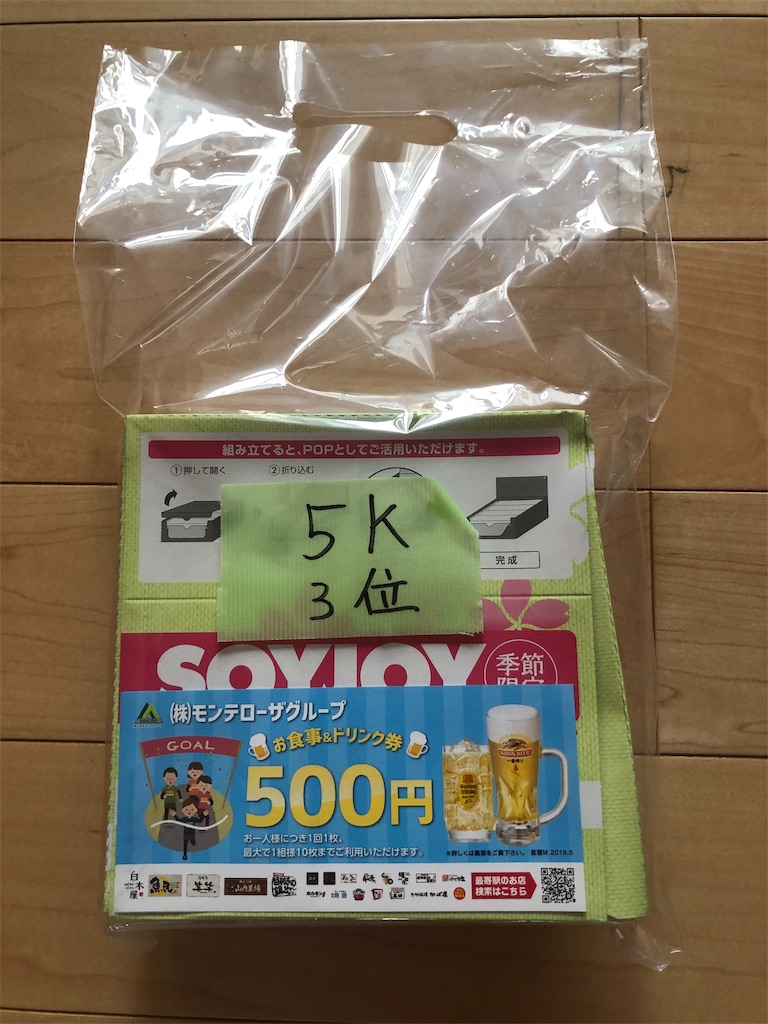 組み立てると、POPとしてご活用いただけます。
①押して開く
②折り込む
完成
5K
3位
SOYJOY
季節
限定
(株)モンテローザグループ
お食事&ドリンク券
GOAL
500円
お一人様につき1回1枚、
最大で1組様10枚までご利用いただけます。
※詳しくは裏面をご覧下さい。
白木屋
魚民
山内農場
最寄駅のお店
検索はこちら